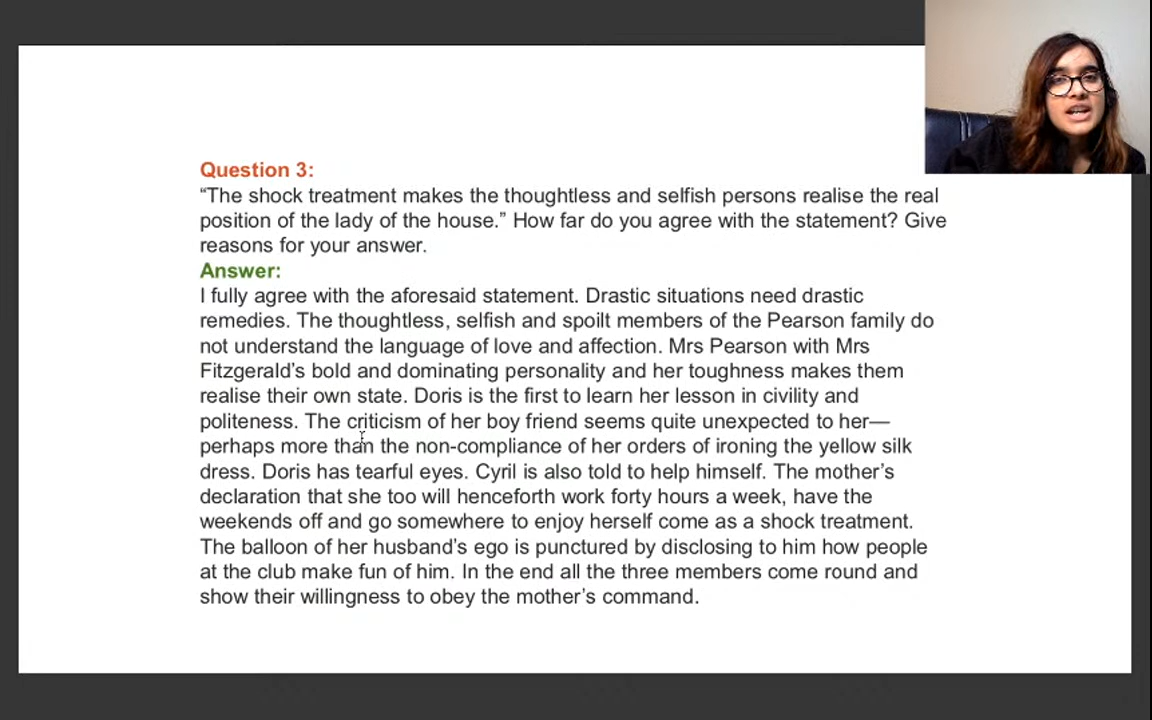 Question 3:
“The shock treatment makes the thoughtless and selfish persons realise the real
position of the lady of the house.” How far do you agree with the statement? Give
reasons for your answer.
Answer:
I fully agree with the aforesaid statement. Drastic situations need drastic
remedies. The thoughtless, selfish and spoilt members of the Pearson family do
not understand the language of love and affection. Mrs Pearson with Mrs
Fitzgerald’s bold and dominating personality and her toughness makes them
realise their own state. Doris is the first to learn her lesson in civility and
politeness. The criticism of her boy friend seems quite unexpected to her—
perhaps more than the non-compliance of her orders of ironing the yellow silk
dress. Doris has tearful eyes. Cyril is also told to help himself. The mother’s
declaration that she too will henceforth work forty hours a week, have the
weekends off and go somewhere to enjoy herself come as a shock treatment.
The balloon of her husband’s ego is punctured by disclosing to him how people
at the club make fun of him. In the end all the three members come round and
show their willingness to obey the mother’s command.